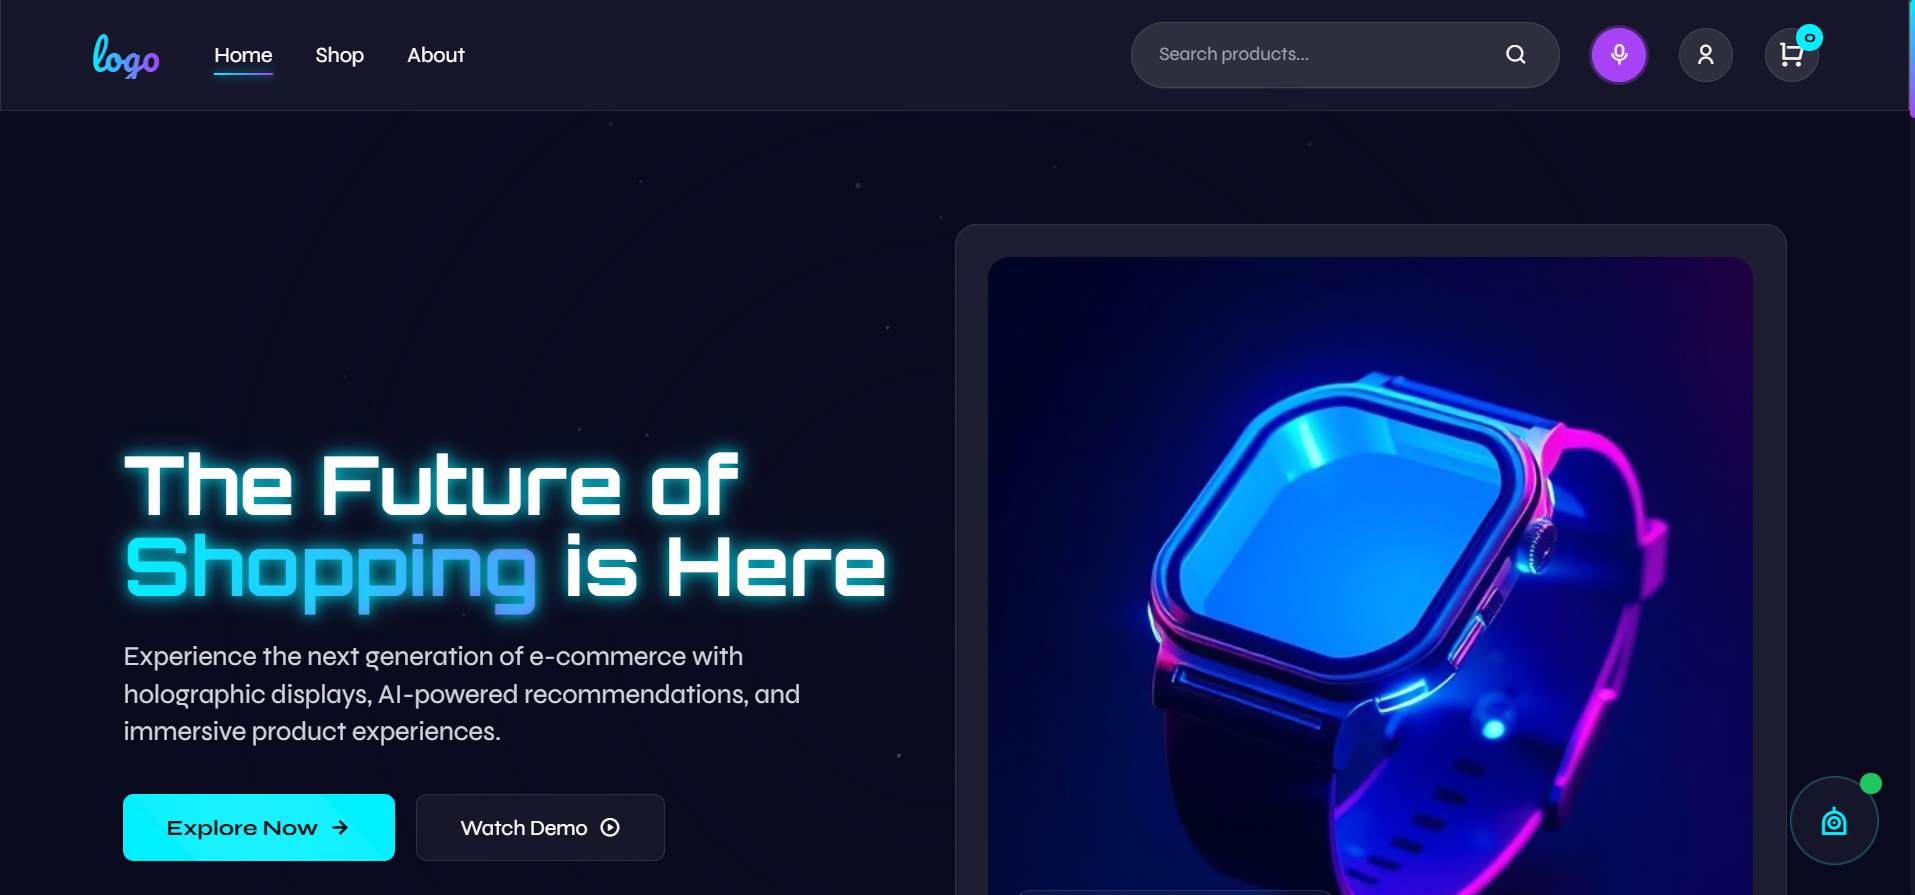 logo
Home
Shop
About
Search products...
0
The Future of
Shopping is Here
Experience the next generation of e-commerce with
holographic displays, AI-powered recommendations, and
immersive product experiences.
Explore Now
Watch Demo